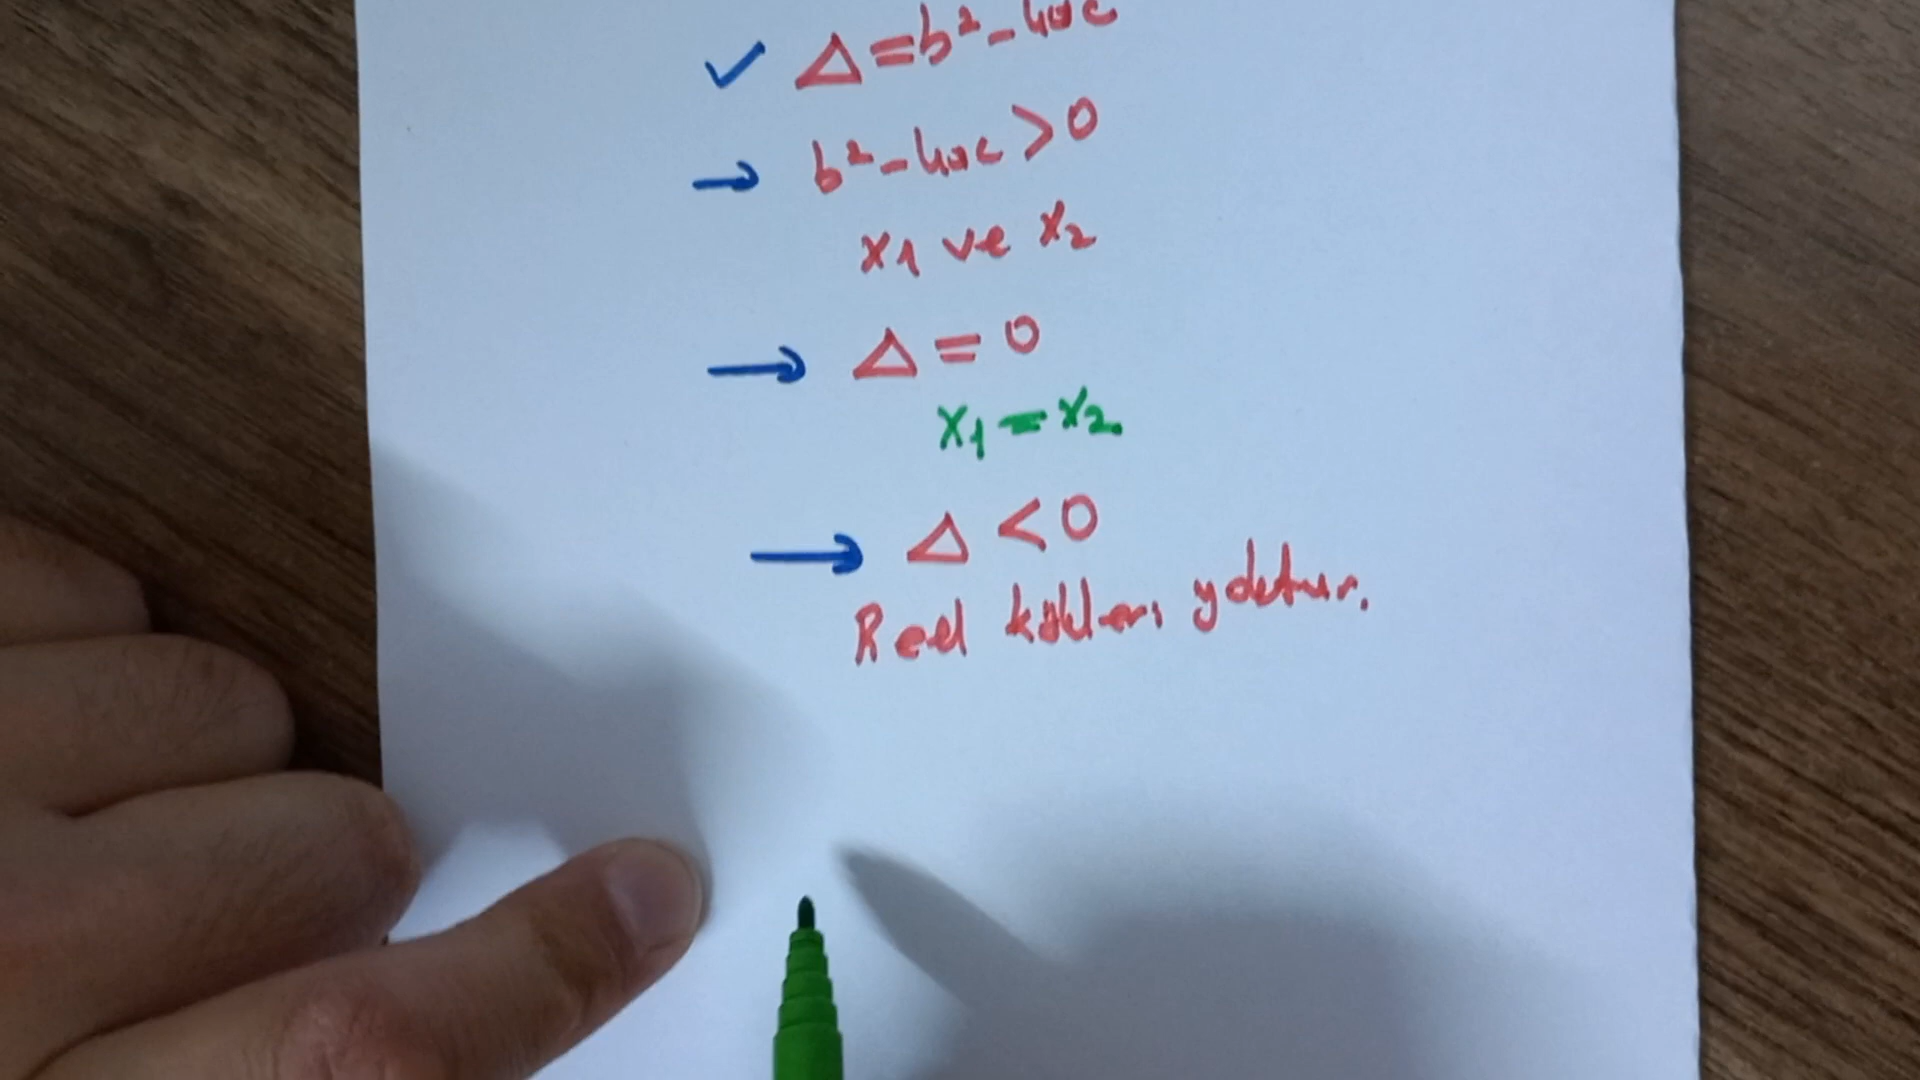 ✓ Δ = b² - 4ac
→ b² - 4ac > 0
x₁ ve x₂
→ Δ = 0
x₁ = x₂.
→ Δ < 0
Reel kökleri yoktur.